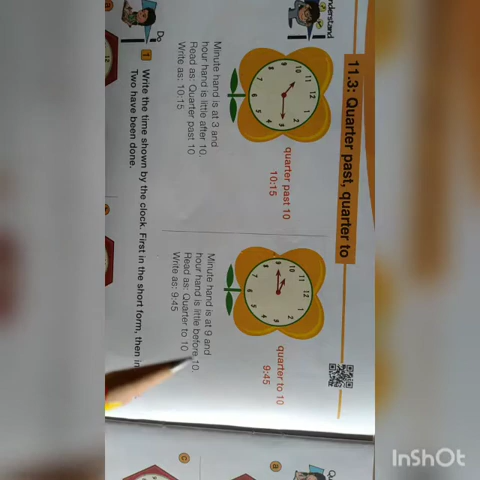 Understand
11.3: Quarter past, quarter to
quarter past 10
10:15
Minute hand is at 3 and
hour hand is little after 10.
Read as: Quarter past 10
Write as: 10:15
quarter to 10
9:45
Minute hand is at 9 and
hour hand is little before 10.
Read as: Quarter to 10
Write as: 9:45
Do
1 Write the time shown by the clock. First in the short form, then in
Two have been done.
a
c
a
InShOt